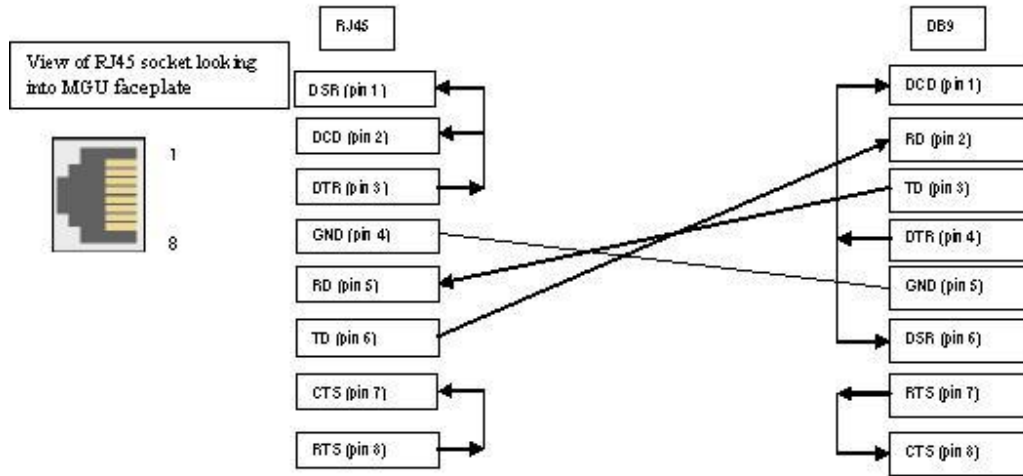 RJ45
DB9
View of RJ45 socket looking
into MGU faceplate
1
8
DSR (pin 1)
DCD (pin 2)
DTR (pin 3)
GND (pin 4)
RD (pin 5)
TD (pin 6)
CTS (pin 7)
RTS (pin 8)
DCD (pin 1)
RD (pin 2)
TD (pin 3)
DTR (pin 4)
GND (pin 5)
DSR (pin 6)
RTS (pin 7)
CTS (pin 8)